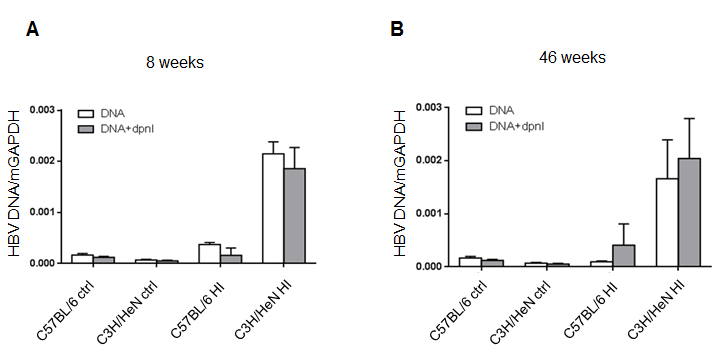 A
8 weeks
HBV DNA/mGAPDH
0.003
0.002
0.001
0.000
DNA
DNA+dpnI
C57BL/6 ctrl
C3H/HeN ctrl
C57BL/6 HI
C3H/HeN HI
B
46 weeks
HBV DNA/mGAPDH
0.003
0.002
0.001
0.000
DNA
DNA+dpnI
C57BL/6 ctrl
C3H/HeN ctrl
C57BL/6 HI
C3H/HeN HI